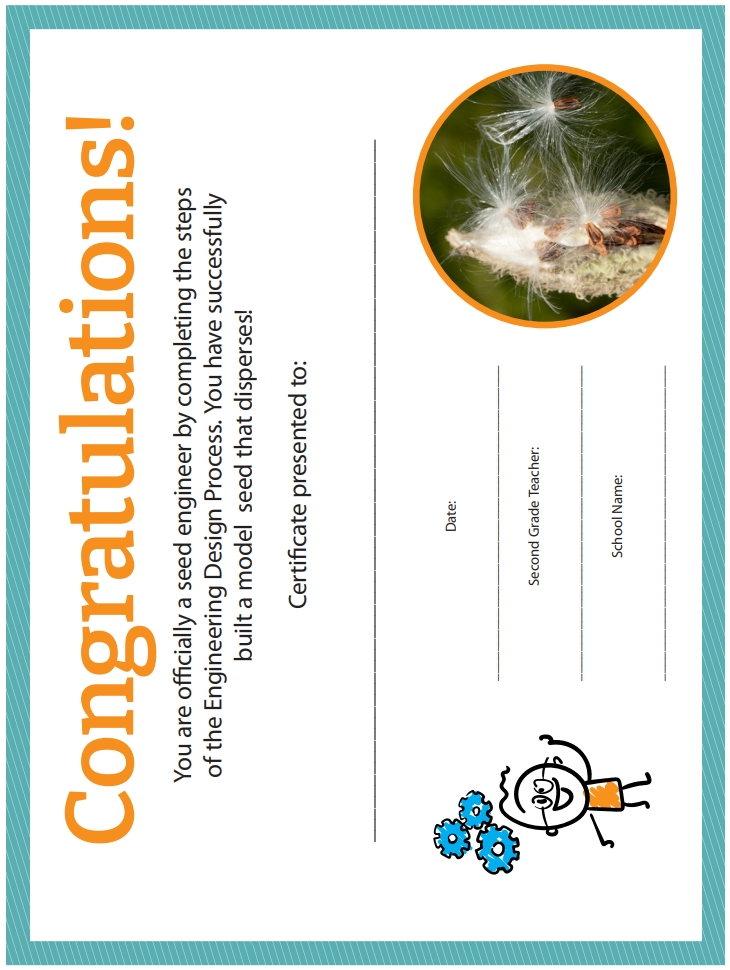 Congratulations!
You are officially a seed engineer by completing the steps
of the Engineering Design Process. You have successfully
built a model  seed that disperses!
Certificate presented to:
Date:
Second Grade Teacher:
School Name: